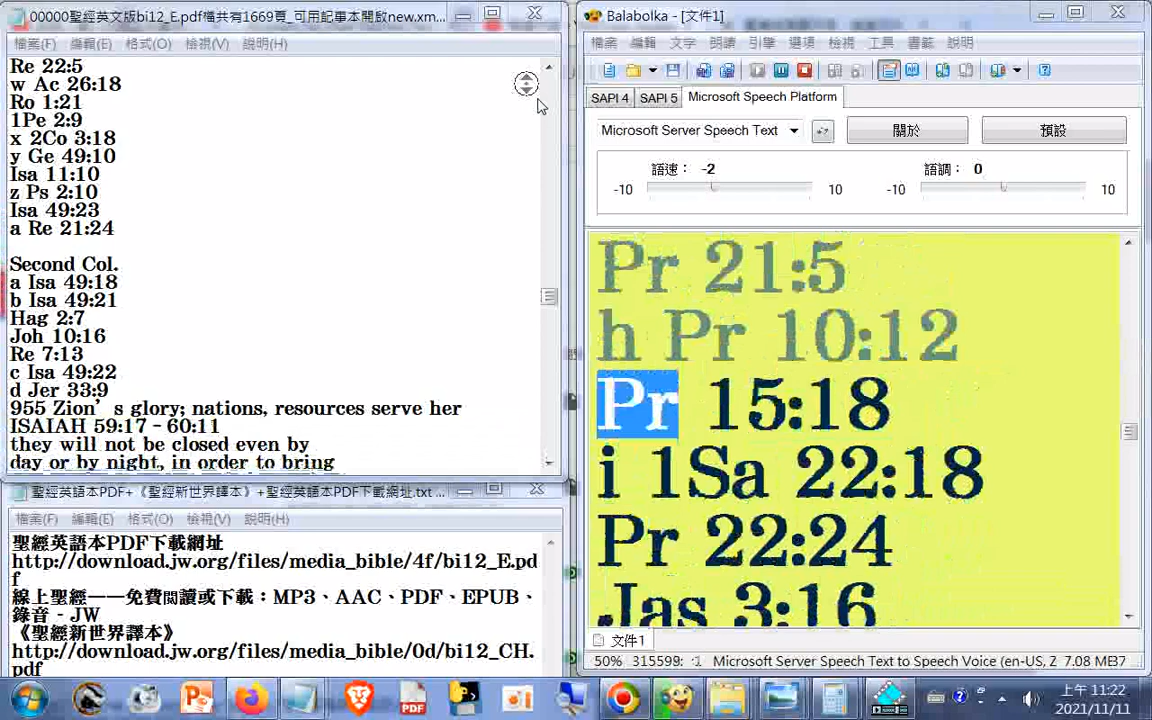 00000聖經英文版bi12_E.pdf檔共有1669頁_可用記事本開啟new.xm...
檔案(F) 編輯(E) 格式(O) 檢視(V) 說明(H)
Re 22:5
w Ac 26:18
Ro 1:21
1Pe 2:9
x 2Co 3:18
y Ge 49:10
Isa 11:10
z Ps 2:10
Isa 49:23
a Re 21:24
Second Col.
a Isa 49:18
b Isa 49:21
Hag 2:7
Joh 10:16
Re 7:13
c Isa 49:22
d Jer 33:9
955 Zion’s glory; nations, resources serve her
ISAIAH 59:17-60:11
they will not be closed even by
day or by night, in order to bring
聖經英語本PDF+《聖經新世界譯本》+聖經英語本PDF下載網址.txt ...
檔案(F) 編輯(E) 格式(O) 檢視(V) 說明(H)
聖經英語本PDF下載網址
http://download.jw.org/files/media_bible/4f/bi12_E.pd
f
線上聖經——免費閱讀或下載：MP3、AAC、PDF、EPUB、
錄音 - JW
《聖經新世界譯本》
http://download.jw.org/files/media_bible/0d/bi12_CH.
pdf
Balabolka - [文件1]
檔案 編輯 文字 朗讀 引擎 選項 檢視 工具 書籤 說明
SAPI 4 SAPI 5 Microsoft Speech Platform
Microsoft Server Speech Text 關於 預設
語速： -2 語調： 0
-10 10 -10 10
Pr 21:5
h Pr 10:12
Pr 15:18
i 1Sa 22:18
Pr 22:24
Jas 3:16
文件1
50% 315599: Microsoft Server Speech Text to Speech Voice (en-US, 2 7.08 MB
上午 11:22
2021/11/11